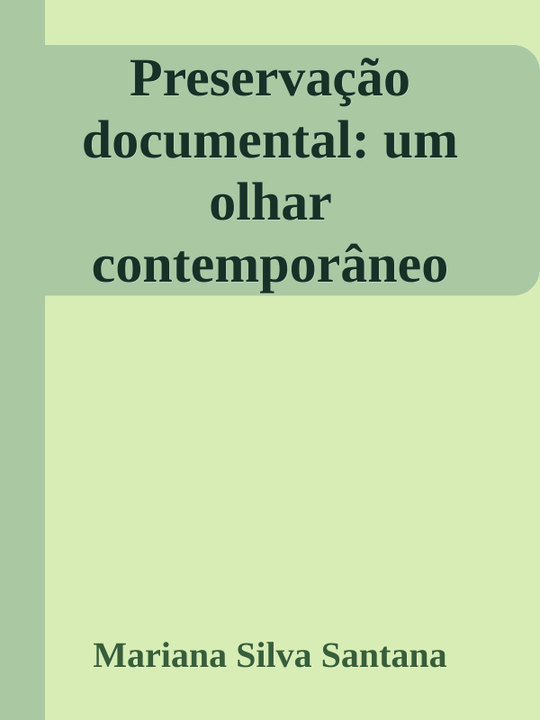 Preservação
documental: um
olhar
contemporâneo
Mariana Silva Santana